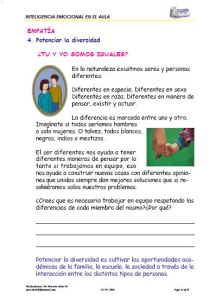 INTELIGENCIA EMOCIONAL EN EL AULA
EMPATÍA
4. Potenciar la diversidad
¿TU Y YO SOMOS IGUALES?
En la naturaleza existimos seres y personas
diferentes:
Diferentes en especie. Diferentes en sexo
Diferentes en raza. Diferentes en manera de
pensar, existir y actuar.
La diferencia es marcada entre uno y otro.
Imagínate si todos seríamos hombres
o solo mujeres. O talvez, todos blancos,
negros, indios o mestizos.
El ser diferentes nos ayuda a tener
diferentes maneras de pensar por lo
tanto si trabajamos en equipo, eso
nos ayuda a construir nuevas cosas con diferentes opinio-
nes que unidas siempre dan mejores soluciones que si re-
solviéramos solos nuestros problemas.
¿Crees que es necesario trabajar en equipo respetando las
diferencias de cada miembro del mismo?¿Por qué?
Potenciar la diversidad es cultivar las oportunidades aca-
démicas de la familia, la escuela, la sociedad a través de la
interacción entre los distintos tipos de personas.